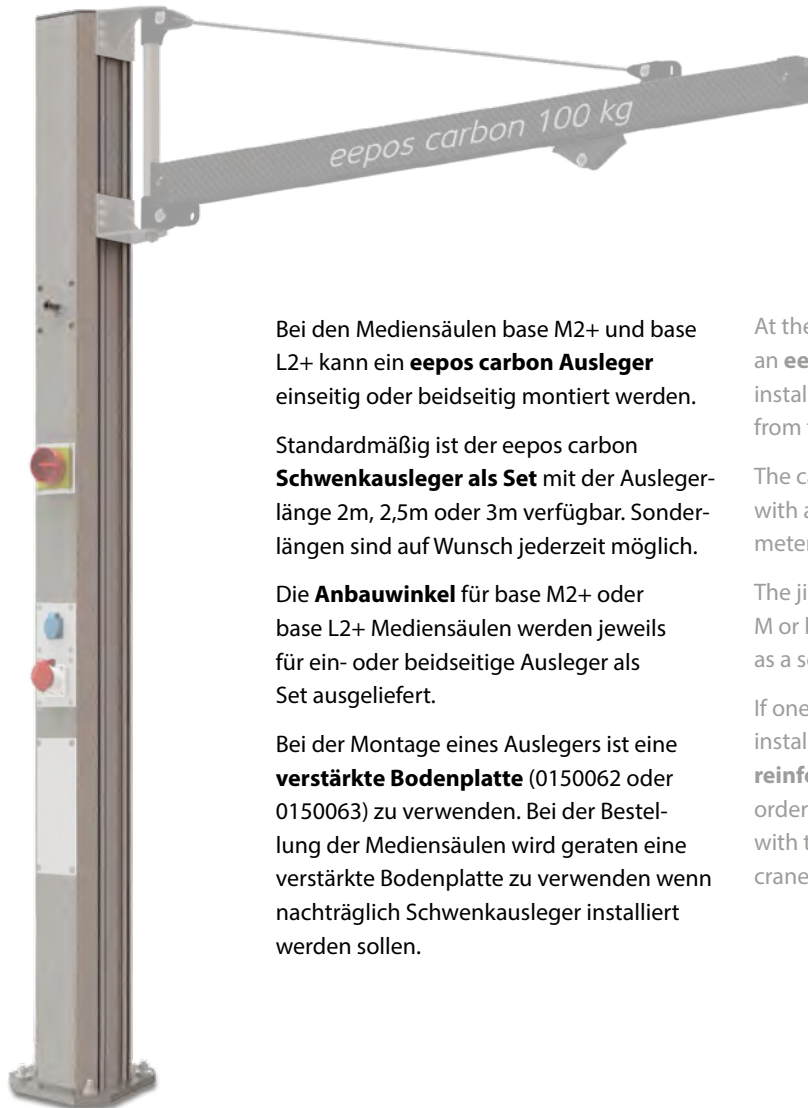 eepos carbon 100 kg
Bei den Mediensäulen base M2+ und base
L2+ kann ein eepos carbon Ausleger
einseitig oder beidseitig montiert werden.
Standardmäßig ist der eepos carbon
Schwenkausleger als Set mit der Ausleger-
länge 2m, 2,5m oder 3m verfügbar. Sonder-
längen sind auf Wunsch jederzeit möglich.
Die Anbauwinkel für base M2+ oder
base L2+ Mediensäulen werden jeweils
für ein- oder beidseitige Ausleger als
Set ausgeliefert.
Bei der Montage eines Auslegers ist eine
verstärkte Bodenplatte (0150062 oder
0150063) zu verwenden. Bei der Bestel-
lung der Mediensäulen wird geraten eine
verstärkte Bodenplatte zu verwenden wenn
nachträglich Schwenkausleger installiert
werden sollen.
At the
an ee
instal
from
The ca
with a
meter
The ji
M or
as a s
If one
instal
reinf
order
with t
crane